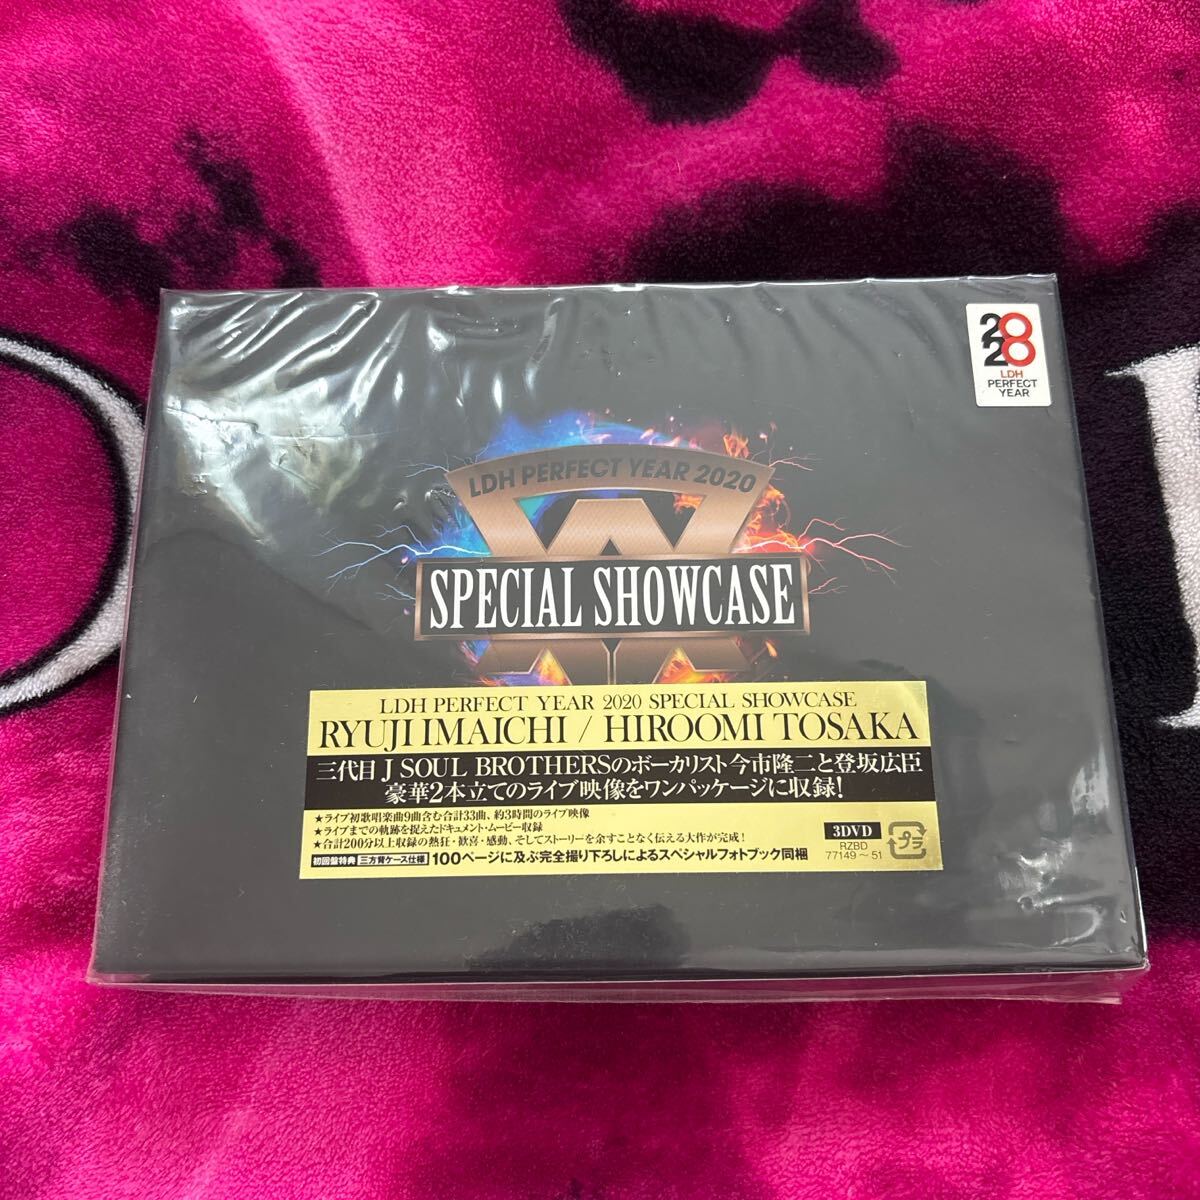 2020
LDH
PERFECT
YEAR
LDH PERFECT YEAR 2020
SPECIAL SHOWCASE
LDH PERFECT YEAR 2020 SPECIAL SHOWCASE
RYUJI IMAICHI / HIROOMI TOSAKA
三代目 J SOUL BROTHERSのボーカリスト今市隆二と登坂広臣
豪華2本立てのライブ映像をワンパッケージに収録!
★ライブ初歌唱楽曲9曲含む合計33曲、約3時間のライブ映像
★ライブまでの軌跡を捉えたドキュメント・ムービー収録
★合計200分以上収録の熱狂・歓喜・感動、そしてストーリーを余すことなく伝える大作が完成!
初回盤特典 三方背ケース仕様 100ページに及ぶ完全撮り下ろしによるスペシャルフォトブック同梱
3DVD
RZBD
77149~51
プラ